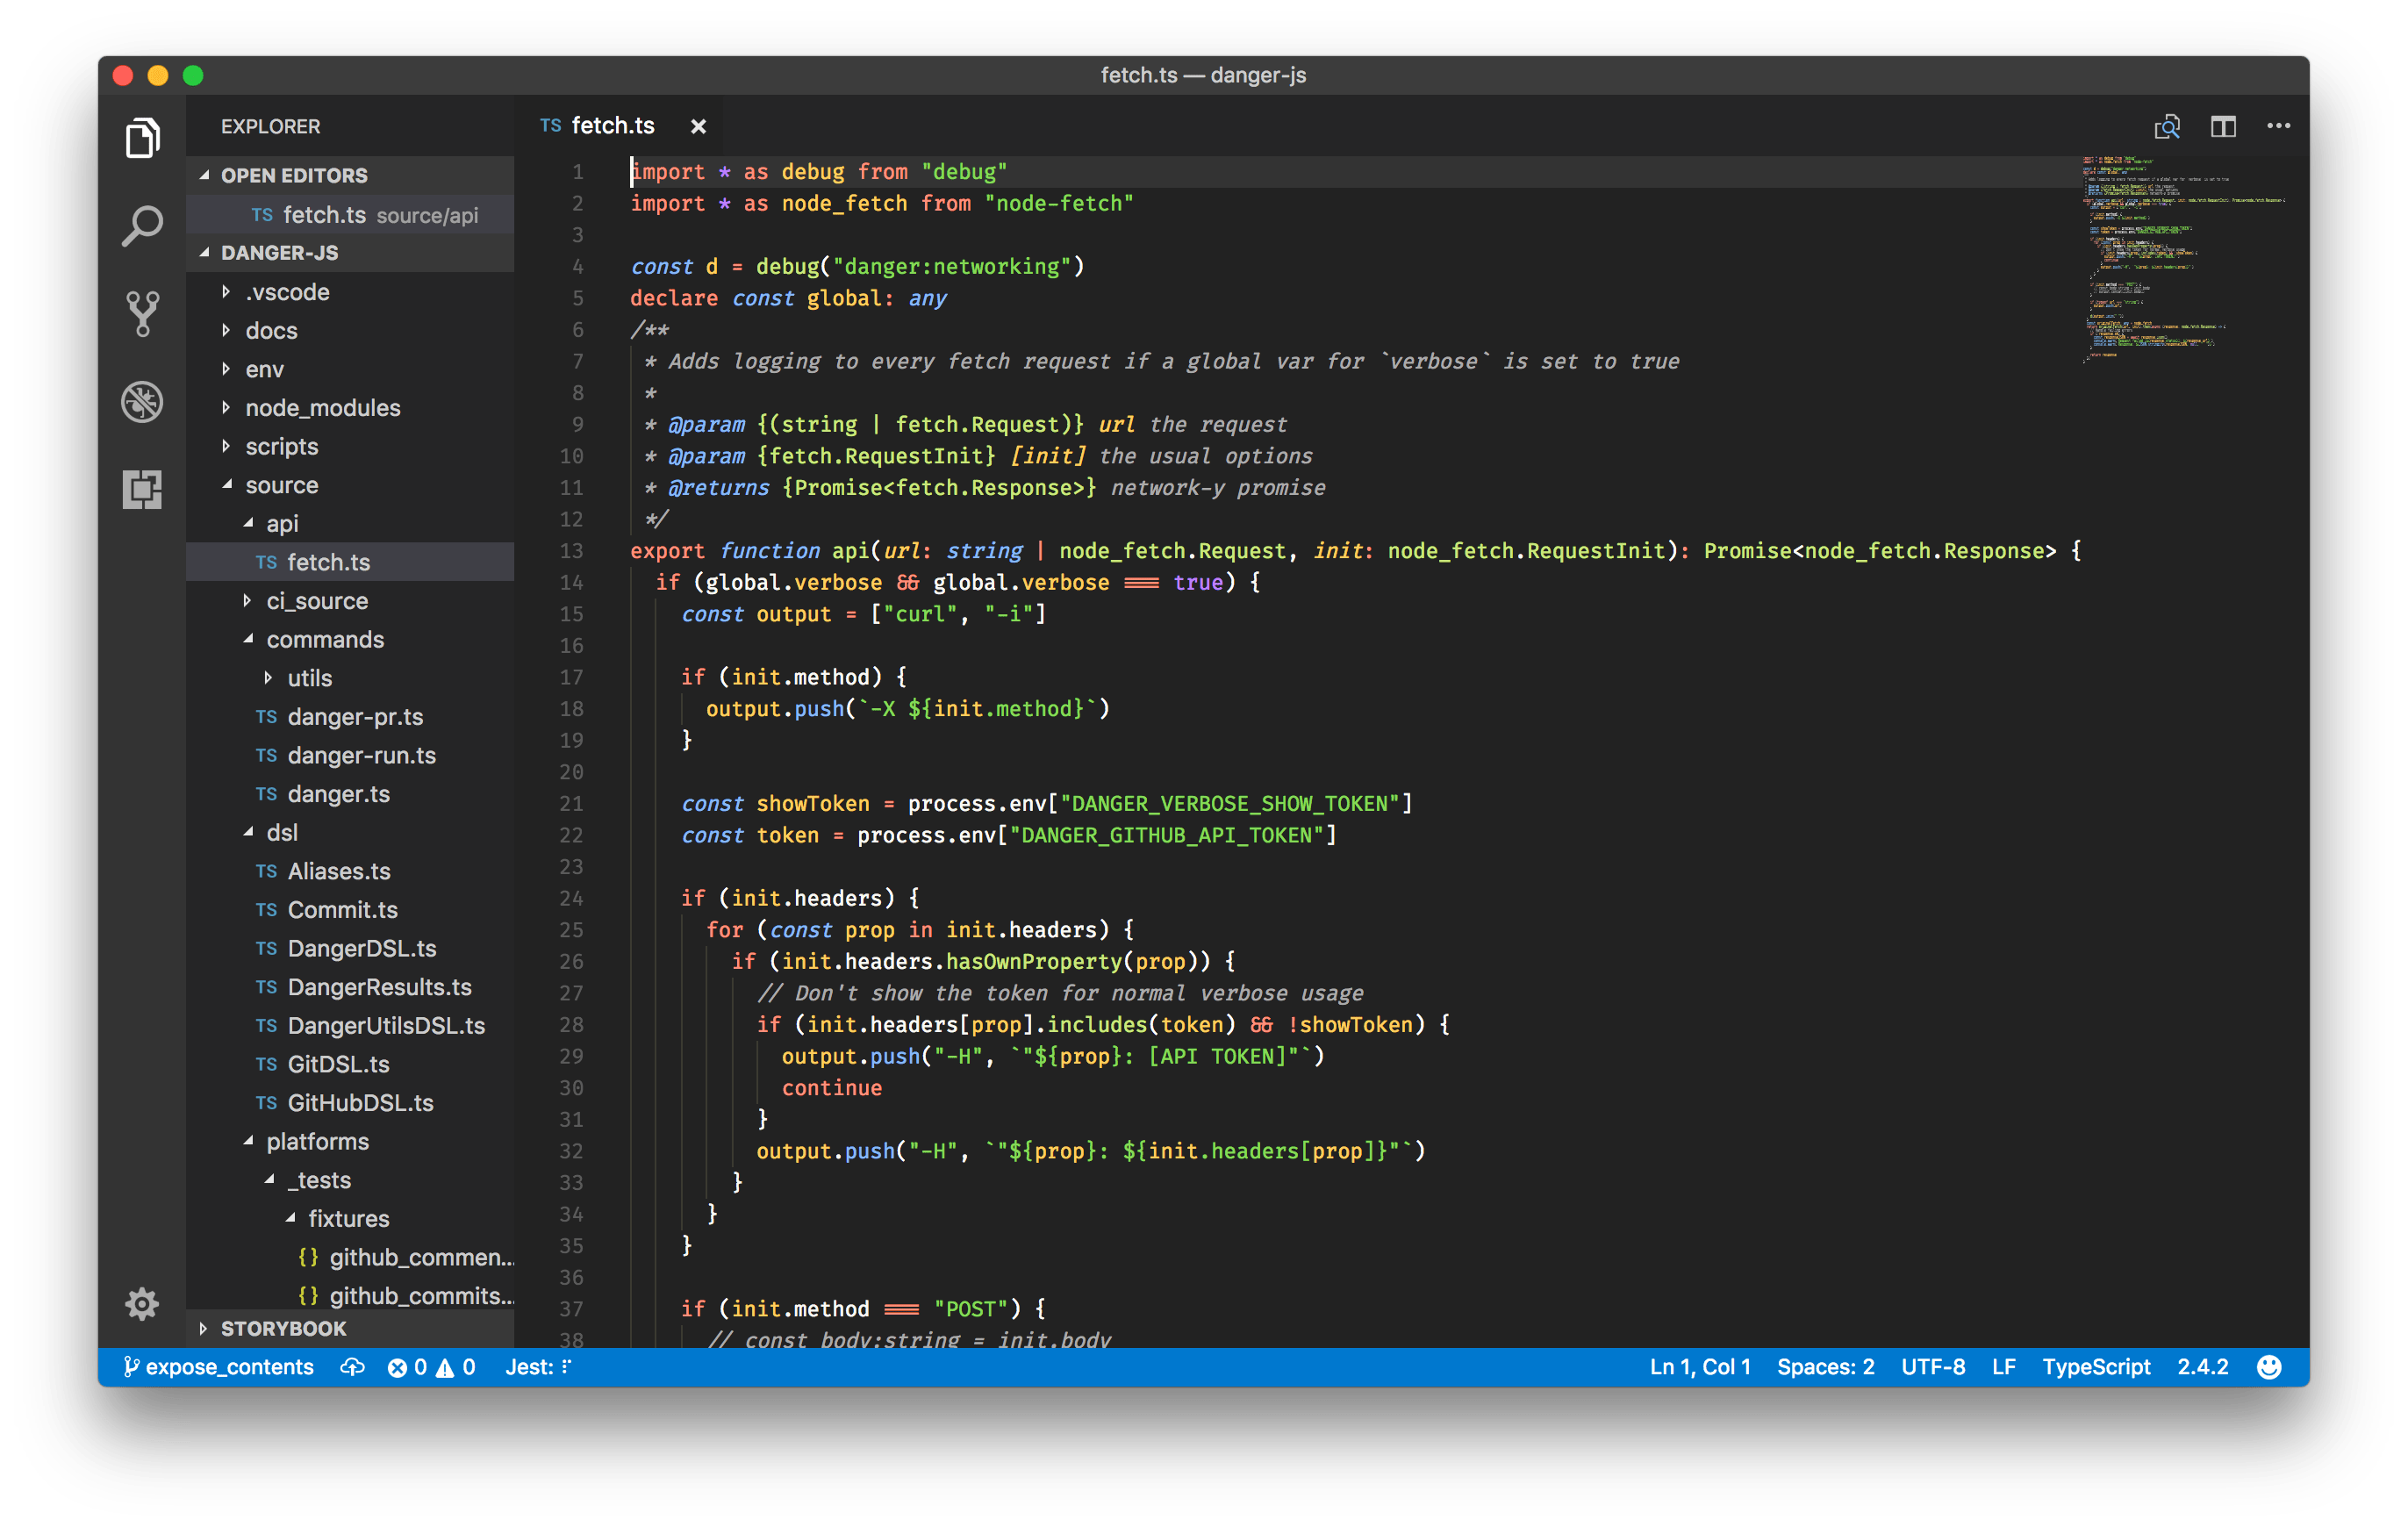 fetch.ts — danger-js
EXPLORER
OPEN EDITORS
TS fetch.ts source/api
DANGER-JS
.vscode
docs
env
node_modules
scripts
source
api
TS fetch.ts
ci_source
commands
utils
TS danger-pr.ts
TS danger-run.ts
TS danger.ts
dsl
TS Aliases.ts
TS Commit.ts
TS DangerDSL.ts
TS DangerResults.ts
TS DangerUtilsDSL.ts
TS GitDSL.ts
TS GitHubDSL.ts
platforms
_tests
fixtures
{} github_commen...
{} github_commits...
STORYBOOK
TS fetch.ts
1 import * as debug from "debug"
2 import * as node_fetch from "node-fetch"
3
4 const d = debug("danger:networking")
5 declare const global: any
6 /**
7 * Adds logging to every fetch request if a global var for `verbose` is set to true
8 *
9 * @param {(string | fetch.Request)} url the request
10 * @param {fetch.RequestInit} [init] the usual options
11 * @returns {Promise<fetch.Response>} network-y promise
12 */
13 export function api(url: string | node_fetch.Request, init: node_fetch.RequestInit): Promise<node_fetch.Response> {
14 if (global.verbose && global.verbose === true) {
15 const output = ["curl", "-i"]
16
17 if (init.method) {
18 output.push(`-X ${init.method}`)
19 }
20
21 const showToken = process.env["DANGER_VERBOSE_SHOW_TOKEN"]
22 const token = process.env["DANGER_GITHUB_API_TOKEN"]
23
24 if (init.headers) {
25 for (const prop in init.headers) {
26 if (init.headers.hasOwnProperty(prop)) {
27 // Don't show the token for normal verbose usage
28 if (init.headers[prop].includes(token) && !showToken) {
29 output.push("-H", `"${prop}: [API TOKEN]"`)
30 continue
31 }
32 output.push("-H", `"${prop}: ${init.headers[prop]}"`)
33 }
34 }
35 }
36
37 if (init.method === "POST") {
38 // const body:string = init.body
expose_contents 0 0 Jest: Ln 1, Col 1 Spaces: 2 UTF-8 LF TypeScript 2.4.2